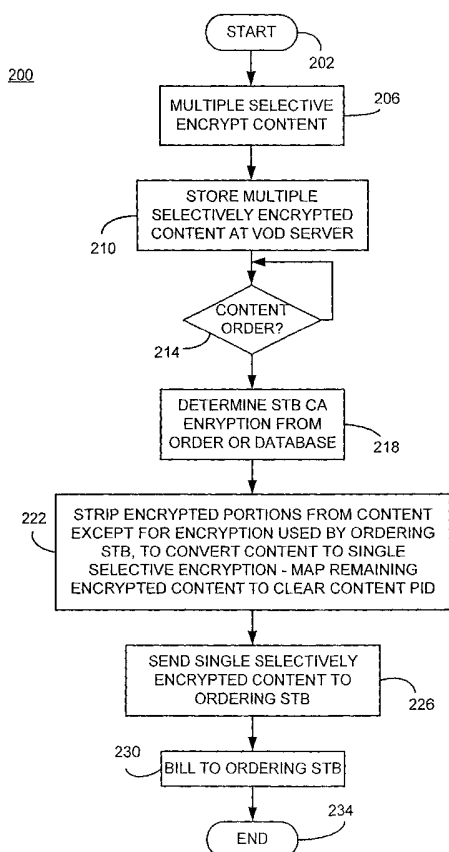 START
202
200
MULTIPLE SELECTIVE
ENCRYPT CONTENT
206
STORE MULTIPLE
SELECTIVELY ENCRYPTED
CONTENT AT VOD SERVER
210
CONTENT
ORDER?
214
DETERMINE STB CA
ENRYPTION FROM
ORDER OR DATABASE
218
222
STRIP ENCRYPTED PORTIONS FROM CONTENT
EXCEPT FOR ENCRYPTION USED BY ORDERING
STB, TO CONVERT CONTENT TO SINGLE
SELECTIVE ENCRYPTION - MAP REMAINING
ENCRYPTED CONTENT TO CLEAR CONTENT PID
SEND SINGLE SELECTIVELY
ENCRYPTED CONTENT TO
ORDERING STB
226
230
BILL TO ORDERING STB
234
END